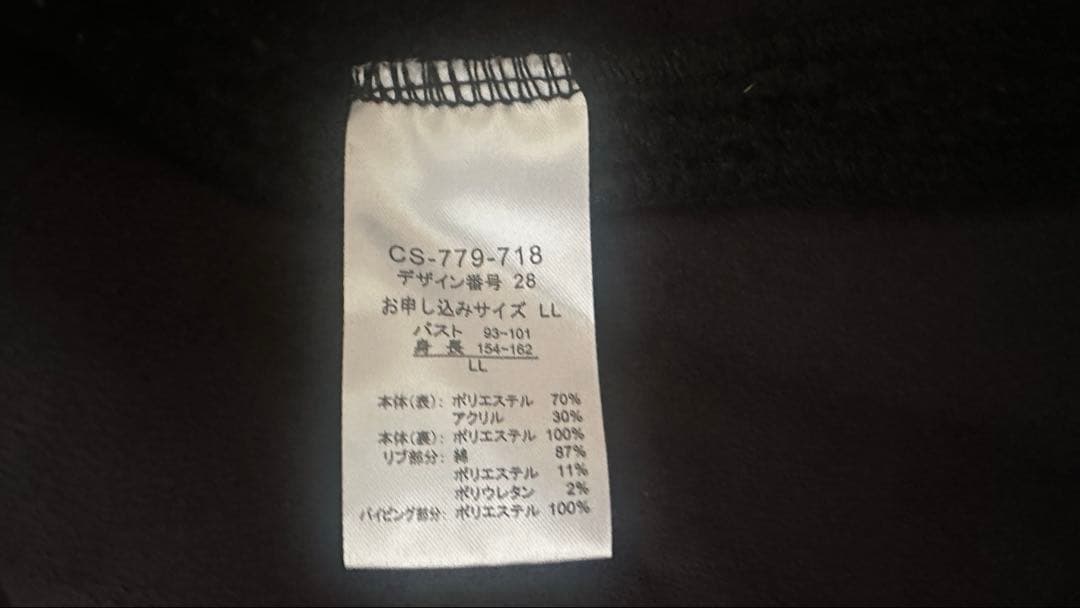 CS-779-718
デザイン番号 28
お申し込みサイズ LL
バスト 93~101
身長 154~162
LL
本体(表): ポリエステル 70%
アクリル 30%
本体(裏): ポリエステル 100%
リブ部分: 綿 87%
ポリエステル 11%
ポリウレタン 2%
パイピング部分: ポリエステル 100%